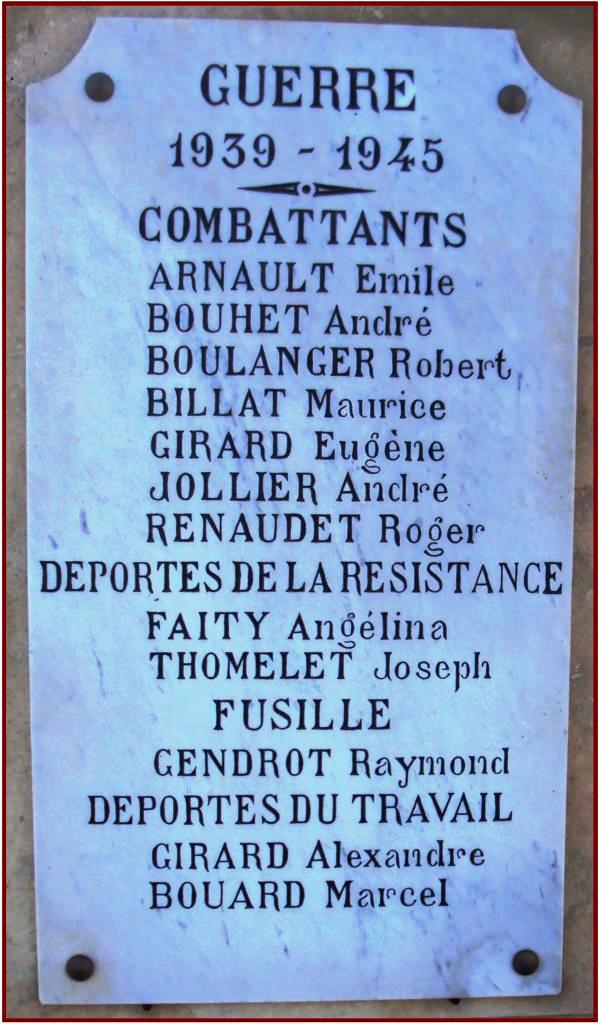 GUERRE
1939 - 1945
COMBATTANTS
ARNAULT Emile
BOUHET André
BOULANGER Robert
BILLAT Maurice
GIRARD Eugène
JOLLIER André
RENAUDET Roger
DEPORTES DE LA RESISTANCE
FAITY Angélina
THOMELET Joseph
FUSILLE
GENDROT Raymond
DEPORTES DU TRAVAIL
GIRARD Alexandre
BOUARD Marcel